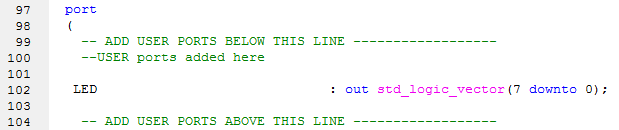 97 port
98 (
99 -- ADD USER PORTS BELOW THIS LINE ------------------
100 --USER ports added here
101
102 LED : out std_logic_vector(7 downto 0);
103
104 -- ADD USER PORTS ABOVE THIS LINE ------------------